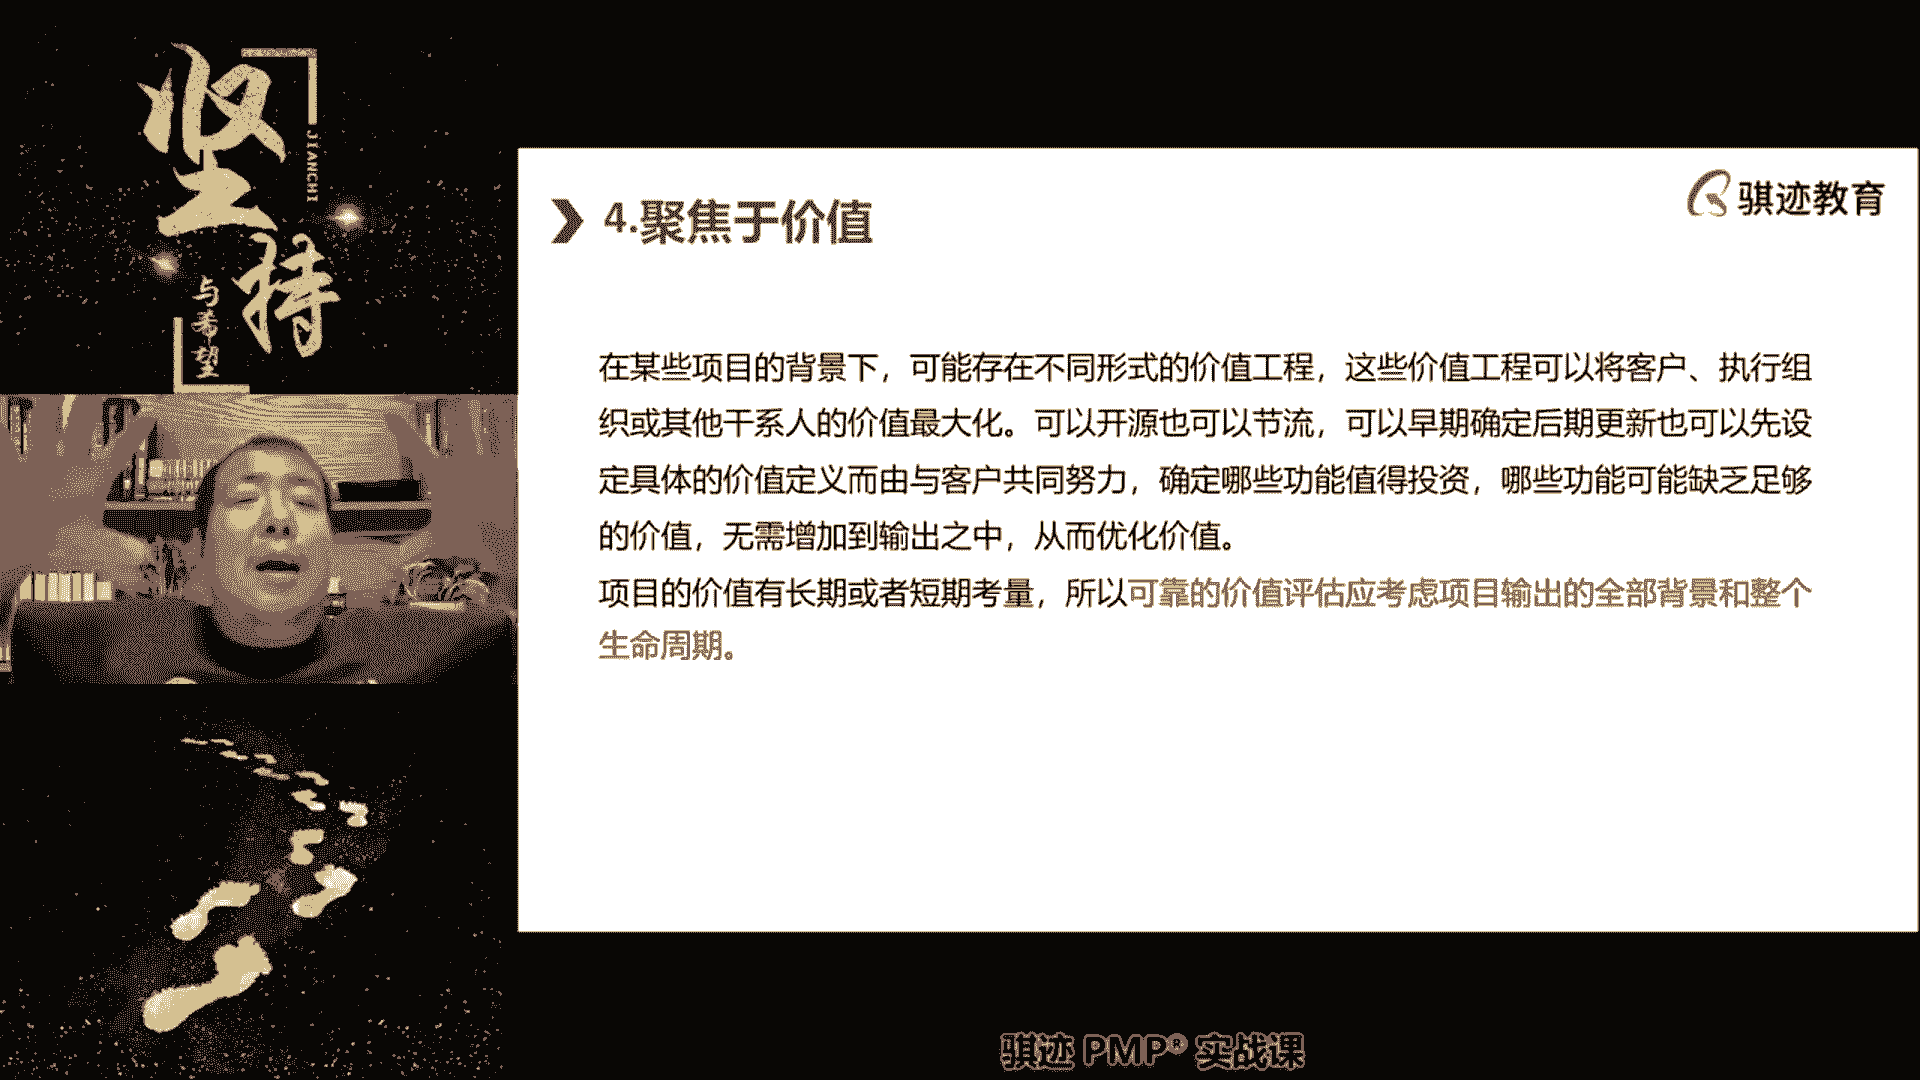 坚持
JIANCHI
与希望
骐迹教育
4.聚焦于价值
在某些项目的背景下，可能存在不同形式的价值工程，这些价值工程可以将客户、执行组
织或其他干系人的价值最大化。可以开源也可以节流，可以早期确定后期更新也可以先设
定具体的价值定义而由与客户共同努力，确定哪些功能值得投资，哪些功能可能缺乏足够
的价值，无需增加到输出之中，从而优化价值。
项目的价值有长期或者短期考量，所以可靠的价值评估应考虑项目输出的全部背景和整个
生命周期。
骐迹 PMP® 实战课